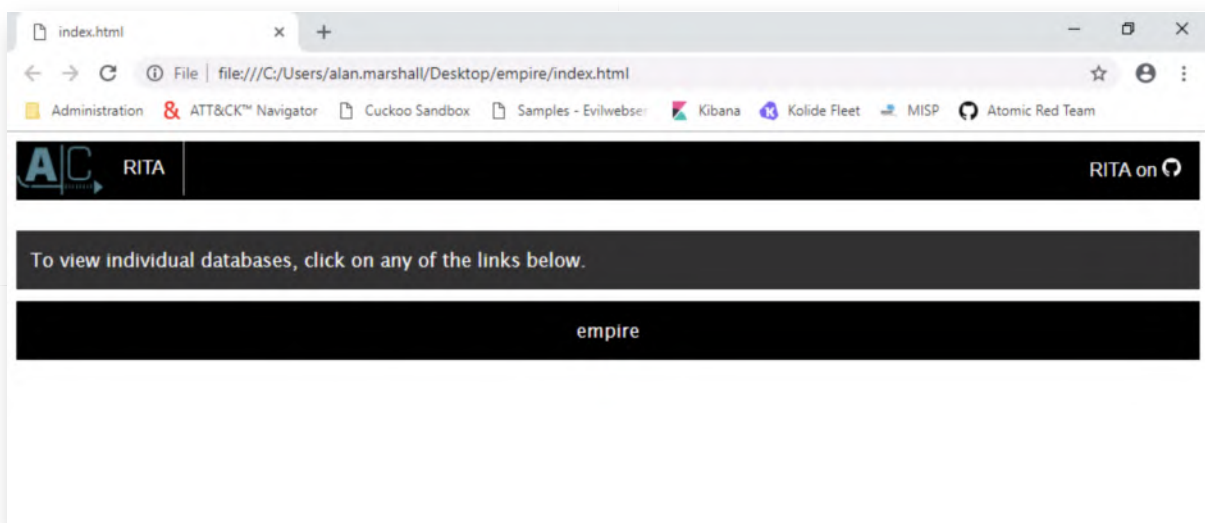 index.html
File | file:///C:/Users/alan.marshall/Desktop/empire/index.html
Administration ATT&CK™ Navigator Cuckoo Sandbox Samples - Evilwebser Kibana Kolide Fleet MISP Atomic Red Team
AC RITA RITA on
To view individual databases, click on any of the links below.
empire